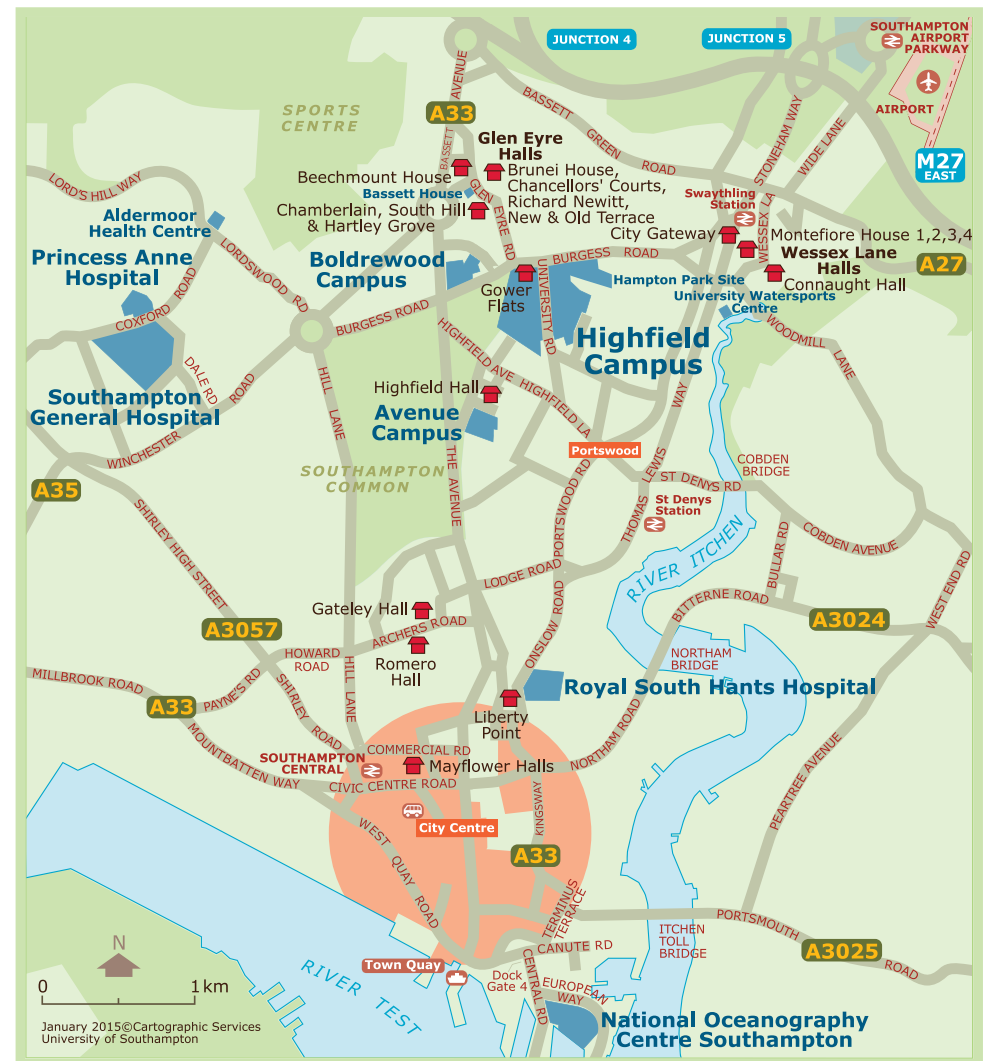 SOUTHAMPTON
AIRPORT
PARKWAY
JUNCTION 4
JUNCTION 5
AIRPORT
M27
EAST
SPORTS
CENTRE
A33
BASSETT AVENUE
BASSETT GREEN ROAD
STONEHAM WAY
WIDE LANE
Glen Eyre
Halls
Brunei House,
Chancellors' Courts,
Richard Newitt,
New & Old Terrace
Beechmount House
Bassett House
Chamberlain, South Hill
& Hartley Grove
GLEN EYRE RD
LORD'S HILL WAY
Aldermoor
Health Centre
LORDSWOOD RD
Princess Anne
Hospital
COXFORD ROAD
Swaythling
Station
WESSEX LA
City Gateway
Montefiore House 1,2,3,4
Wessex Lane
Halls
Connaught Hall
A27
Boldrewood
Campus
BURGESS ROAD
BURGESS ROAD
Gower
Flats
UNIVERSITY RD
Hampton Park Site
University Watersports
Centre
WOODMILL LANE
Highfield
Campus
HIGHFIELD AVE
HIGHFIELD LA
DALE RD
Southampton
General Hospital
WINCHESTER ROAD
HILL LANE
Highfield Hall
Avenue
Campus
Portswood
SOUTHAMPTON
COMMON
THE AVENUE
A35
SHIRLEY HIGH STREET
PORTSWOOD RD
THOMAS LEWIS WAY
ST DENYS RD
St Denys
Station
COBDEN
BRIDGE
COBDEN AVENUE
BULLAR RD
WEST END RD
RIVER ITCHEN
BITTERNE ROAD
A3024
LODGE ROAD
ONSLOW ROAD
Gateley Hall
ARCHERS ROAD
A3057
HOWARD
ROAD
Romero
Hall
NORTHAM
BRIDGE
MILLBROOK ROAD
A33
PAYNE'S RD
SHIRLEY ROAD
HILL LANE
Royal South Hants Hospital
Liberty
Point
NORTHAM ROAD
MOUNTBATTEN WAY
SOUTHAMPTON
CENTRAL
COMMERCIAL RD
Mayflower Halls
CIVIC CENTRE ROAD
KINGSWAY
PEARTREE AVENUE
City Centre
WEST QUAY ROAD
A33
TERMINUS
TERRACE
PORTSMOUTH ROAD
ITCHEN
TOLL
BRIDGE
A3025
CANUTE RD
Town Quay
Dock
Gate 4
CENTRAL RD
EUROPEAN
WAY
RIVER TEST
National Oceanography
Centre Southampton
N
0 1 km
January 2015©Cartographic Services
University of Southampton